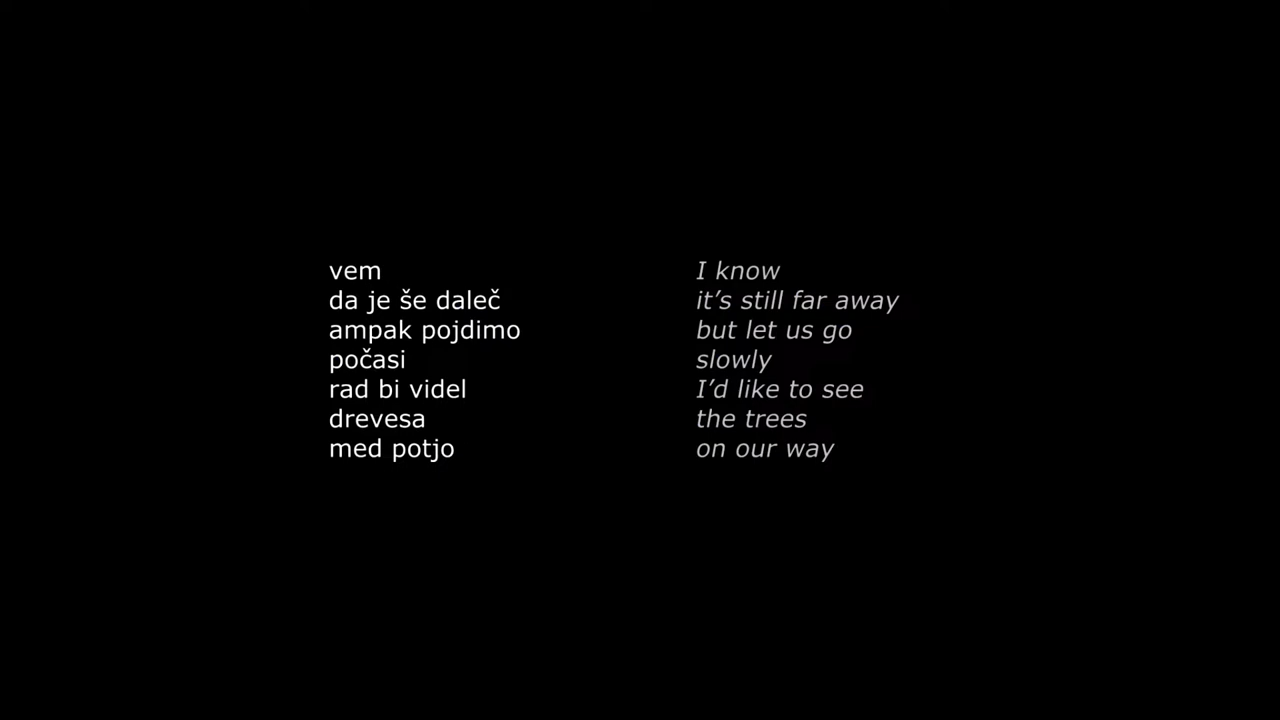 vem
da je še daleč
ampak pojdimo
počasi
rad bi videl
drevesa
med potjo
I know
it’s still far away
but let us go
slowly
I’d like to see
the trees
on our way